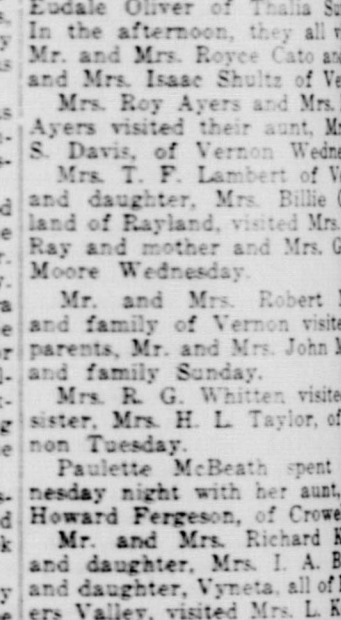 Eudale Oliver of Thalia
In the afternoon, they all
Mr. and Mrs. Royce Cato
and Mrs. Isaac Shultz of
Mrs. Roy Ayers and Mrs.
Ayers visited their aunt,
S. Davis, of Vernon
Mrs. T. F. Lambert of
and daughter, Mrs. Billie
land of Rayland, visited Mrs.
Ray and mother and Mrs. G
Moore Wednesday.
Mr. and Mrs. Robert
and family of Vernon visite
parents, Mr. and Mrs. John
and family Sunday.
Mrs. R. G. Whitten visite
sister, Mrs. H. L. Taylor, of
non Tuesday.
Paulette McBeath spent
nesday night with her aunt,
Howard Fergeson, of Crowe
Mr. and Mrs. Richard
and daughter, Mrs. I. A. B
and daughter, Vyneta, all of
ers Valley, visited Mrs. L. K